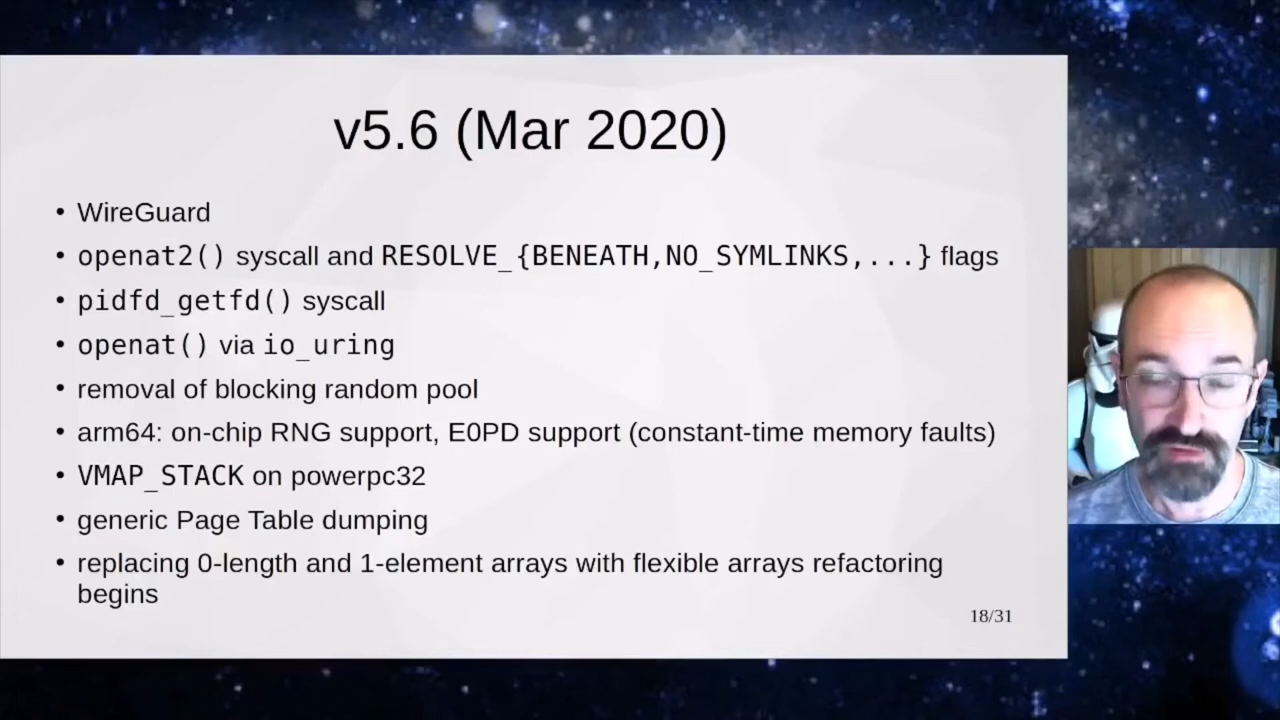 v5.6 (Mar 2020)
• WireGuard
• openat2() syscall and RESOLVE_{BENEATH,NO_SYMLINKS,...} flags
• pidfd_getfd() syscall
• openat() via io_uring
• removal of blocking random pool
• arm64: on-chip RNG support, E0PD support (constant-time memory faults)
• VMAP_STACK on powerpc32
• generic Page Table dumping
• replacing 0-length and 1-element arrays with flexible arrays refactoring
begins
18/31